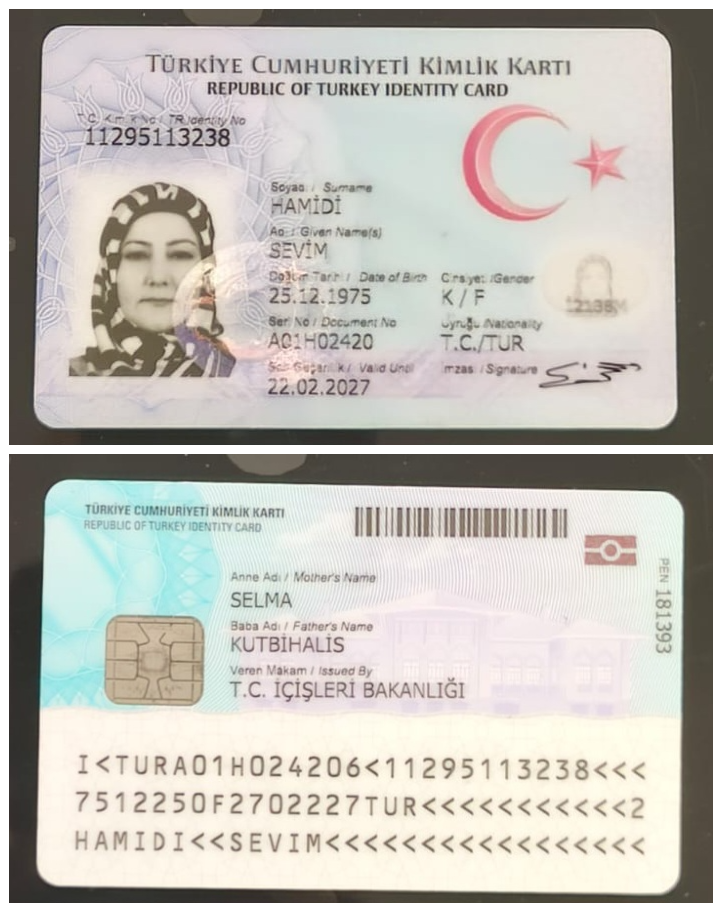 TÜRKİYE CUMHURİYETİ KİMLİK KARTI
REPUBLIC OF TURKEY IDENTITY CARD
T.C. Kimlik No / TR Identity No
11295113238
Soyadı / Surname
HAMİDİ
Adı / Given Name(s)
SEVİM
Doğum Tarihi / Date of Birth Cinsiyet /Gender
25.12.1975 K / F
Seri No / Document No Uyruğu /Nationality
A01H02420 T.C./TUR
Son Geçerlilik / Valid Until İmzası /Signature
22.02.2027
TÜRKİYE CUMHURİYETİ KİMLİK KARTI
REPUBLIC OF TURKEY IDENTITY CARD
Anne Adı / Mother's Name
SELMA
Baba Adı / Father's Name
KUTBİHALİS
Veren Makam / Issued By
T.C. İÇİŞLERİ BAKANLIĞI
PEN 181393
I<TURA01H024206<11295113238<<<
7512250F2702227TUR<<<<<<<<<<<2
HAMIDI<<SEVIM<<<<<<<<<<<<<<<<<